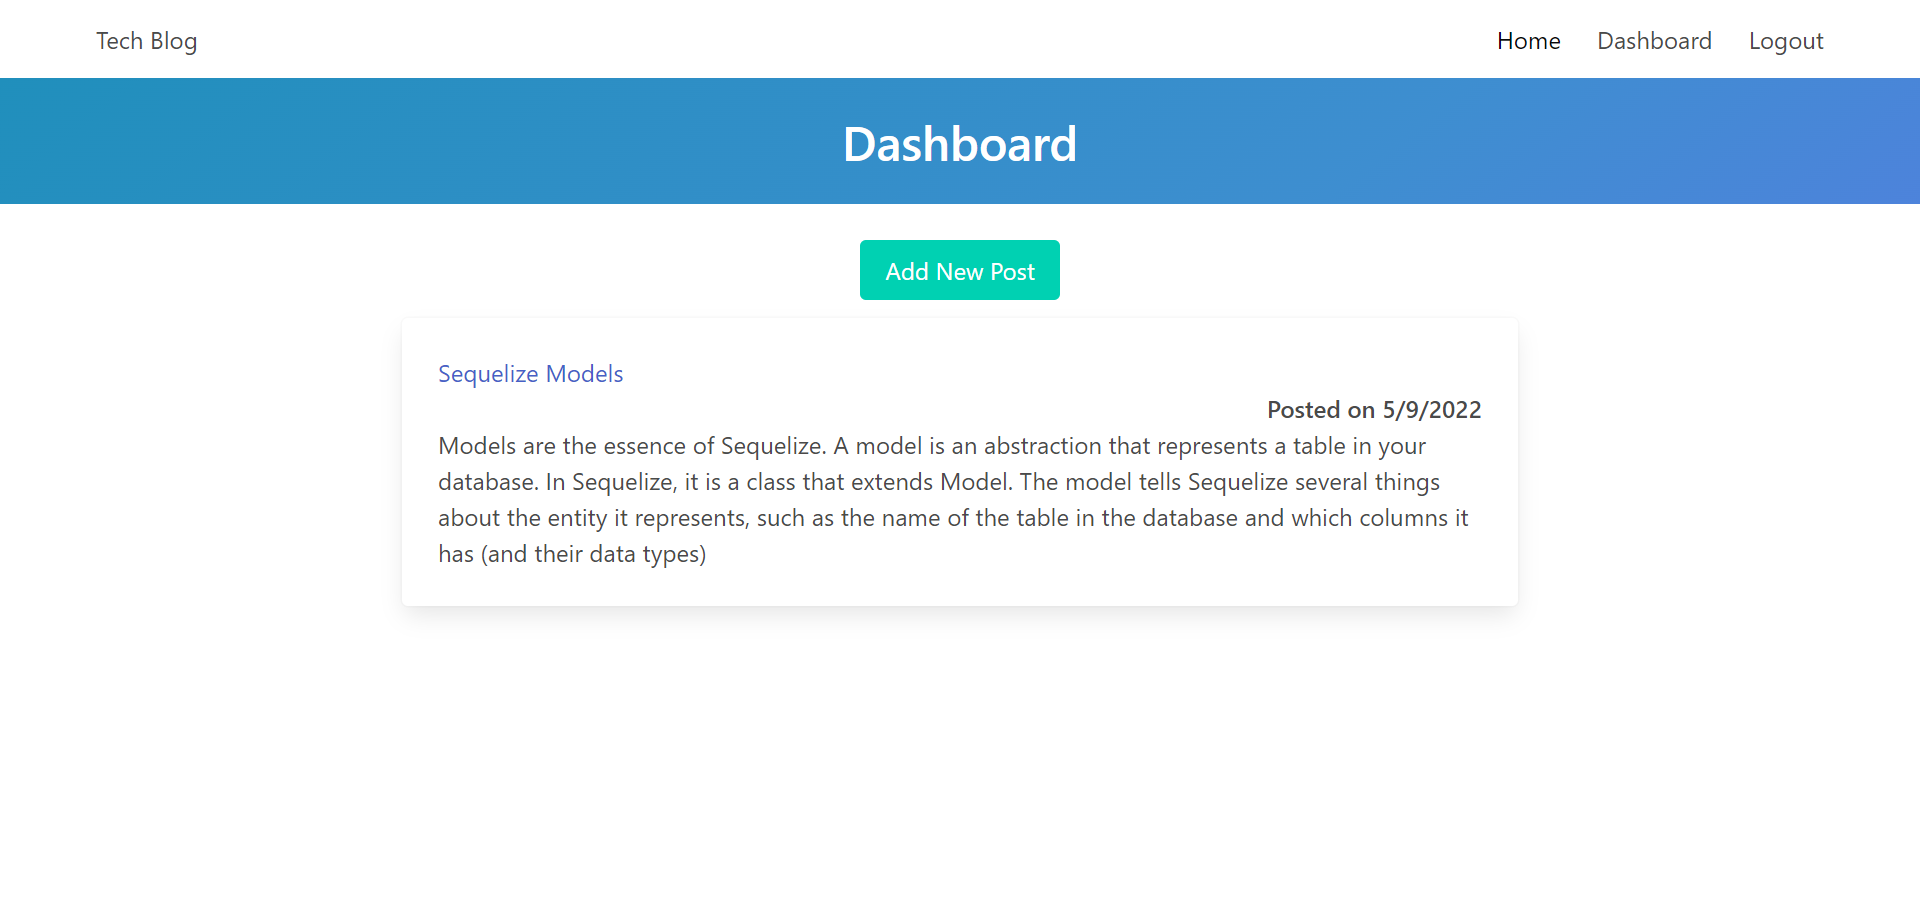 Tech Blog
Home Dashboard Logout
Dashboard
Add New Post
Sequelize Models
Posted on 5/9/2022
Models are the essence of Sequelize. A model is an abstraction that represents a table in your
database. In Sequelize, it is a class that extends Model. The model tells Sequelize several things
about the entity it represents, such as the name of the table in the database and which columns it
has (and their data types)